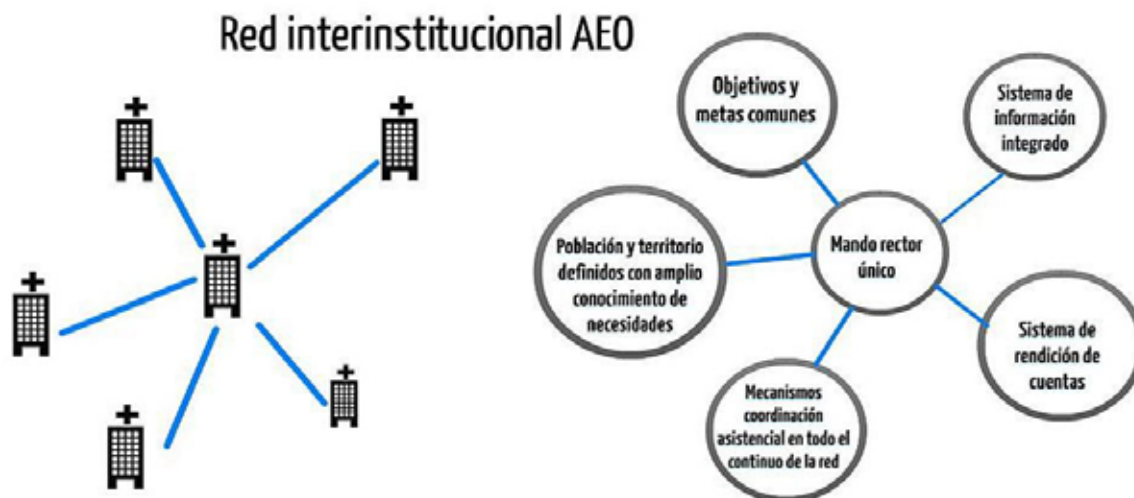 Red interinstitucional AEO
Objetivos y
metas comunes
Sistema de
información
integrado
Población y territorio
definidos con amplio
conocimiento de
necesidades
Mando rector
único
Sistema de
rendición de
cuentas
Mecanismos
coordinación
asistencial en todo el
continuo de la red